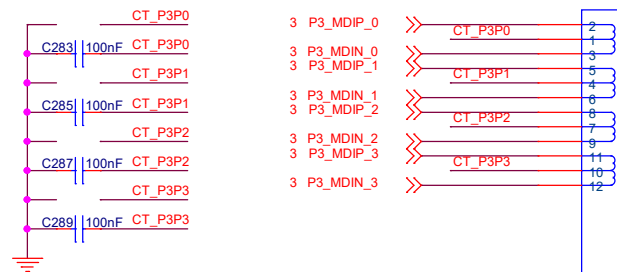 CT_P3P0
C283 100nF CT_P3P0
CT_P3P1
C285 100nF CT_P3P1
CT_P3P2
C287 100nF CT_P3P2
CT_P3P3
C289 100nF CT_P3P3
3 P3_MDIP_0 2
CT_P3P0 1
3 P3_MDIN_0 3
3 P3_MDIP_1 5
CT_P3P1 4
3 P3_MDIN_1 6
3 P3_MDIP_2 8
CT_P3P2 7
3 P3_MDIN_2 9
3 P3_MDIP_3 11
CT_P3P3 10
3 P3_MDIN_3 12